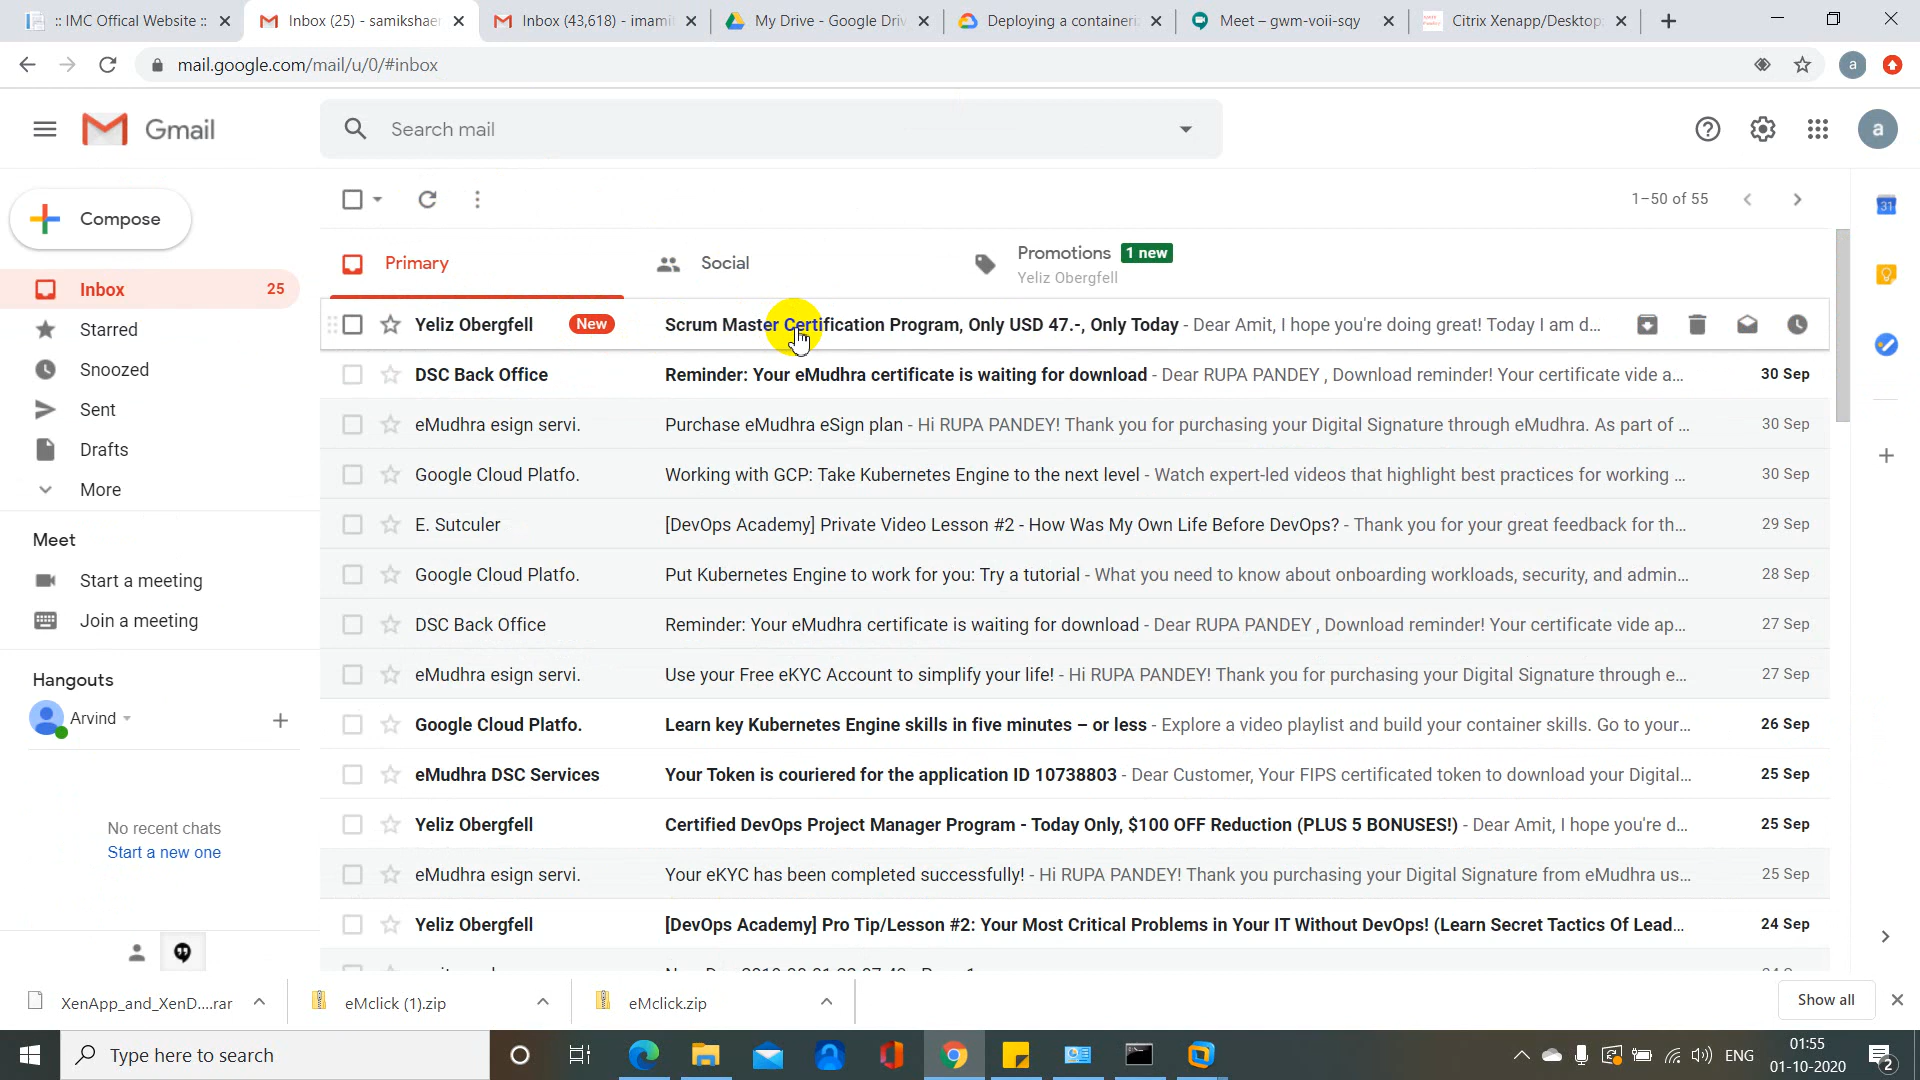 :: IMC Offical Website ::
Inbox (25) - samikshaer
Inbox (43,618) - imamit
My Drive - Google Driv
Deploying a containeriz
Meet – gwm-voii-sqy
Citrix Xenapp/Desktop
mail.google.com/mail/u/0/#inbox
a
Gmail
Search mail
a
Compose
1–50 of 55
31
Primary
Social
Promotions 1 new
Yeliz Obergfell
Inbox 25
Starred
Snoozed
Sent
Drafts
More
Meet
Start a meeting
Join a meeting
Hangouts
Arvind
No recent chats
Start a new one
Yeliz Obergfell New Scrum Master Certification Program, Only USD 47.-, Only Today - Dear Amit, I hope you're doing great! Today I am d...
DSC Back Office Reminder: Your eMudhra certificate is waiting for download - Dear RUPA PANDEY , Download reminder! Your certificate vide a... 30 Sep
eMudhra esign servi. Purchase eMudhra eSign plan - Hi RUPA PANDEY! Thank you for purchasing your Digital Signature through eMudhra. As part of ... 30 Sep
Google Cloud Platfo. Working with GCP: Take Kubernetes Engine to the next level - Watch expert-led videos that highlight best practices for working ... 30 Sep
E. Sutculer [DevOps Academy] Private Video Lesson #2 - How Was My Own Life Before DevOps? - Thank you for your great feedback for th... 29 Sep
Google Cloud Platfo. Put Kubernetes Engine to work for you: Try a tutorial - What you need to know about onboarding workloads, security, and admin... 28 Sep
DSC Back Office Reminder: Your eMudhra certificate is waiting for download - Dear RUPA PANDEY , Download reminder! Your certificate vide ap... 27 Sep
eMudhra esign servi. Use your Free eKYC Account to simplify your life! - Hi RUPA PANDEY! Thank you for purchasing your Digital Signature through e... 27 Sep
Google Cloud Platfo. Learn key Kubernetes Engine skills in five minutes – or less - Explore a video playlist and build your container skills. Go to your... 26 Sep
eMudhra DSC Services Your Token is couriered for the application ID 10738803 - Dear Customer, Your FIPS certificated token to download your Digital... 25 Sep
Yeliz Obergfell Certified DevOps Project Manager Program - Today Only, $100 OFF Reduction (PLUS 5 BONUSES!) - Dear Amit, I hope you're d... 25 Sep
eMudhra esign servi. Your eKYC has been completed successfully! - Hi RUPA PANDEY! Thank you purchasing your Digital Signature from eMudhra us... 25 Sep
Yeliz Obergfell [DevOps Academy] Pro Tip/Lesson #2: Your Most Critical Problems in Your IT Without DevOps! (Learn Secret Tactics Of Lead... 24 Sep
XenApp_and_XenD....rar
eMclick (1).zip
eMclick.zip
Show all
Type here to search
ENG
01:55
01-10-2020
2